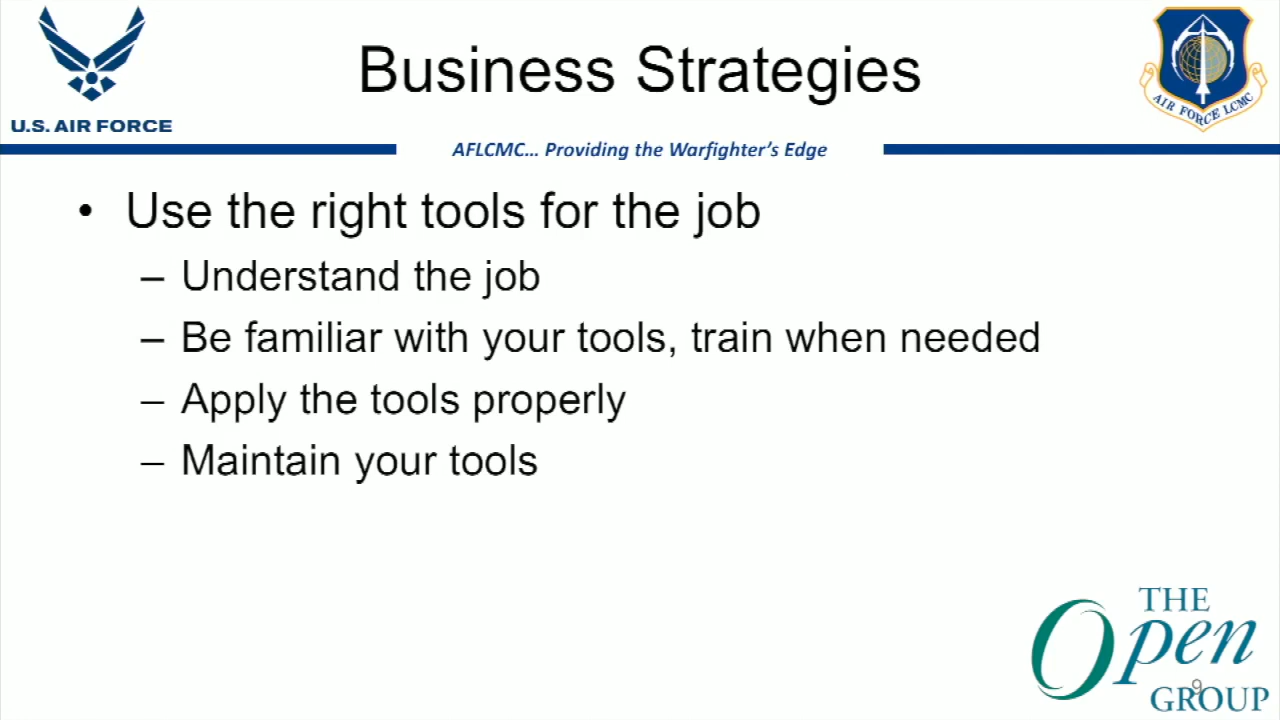 Business Strategies
U.S. AIR FORCE
AIR FORCE LCMC
AFLCMC... Providing the Warfighter's Edge
• Use the right tools for the job
– Understand the job
– Be familiar with your tools, train when needed
– Apply the tools properly
– Maintain your tools
THE
Open
GROUP
9